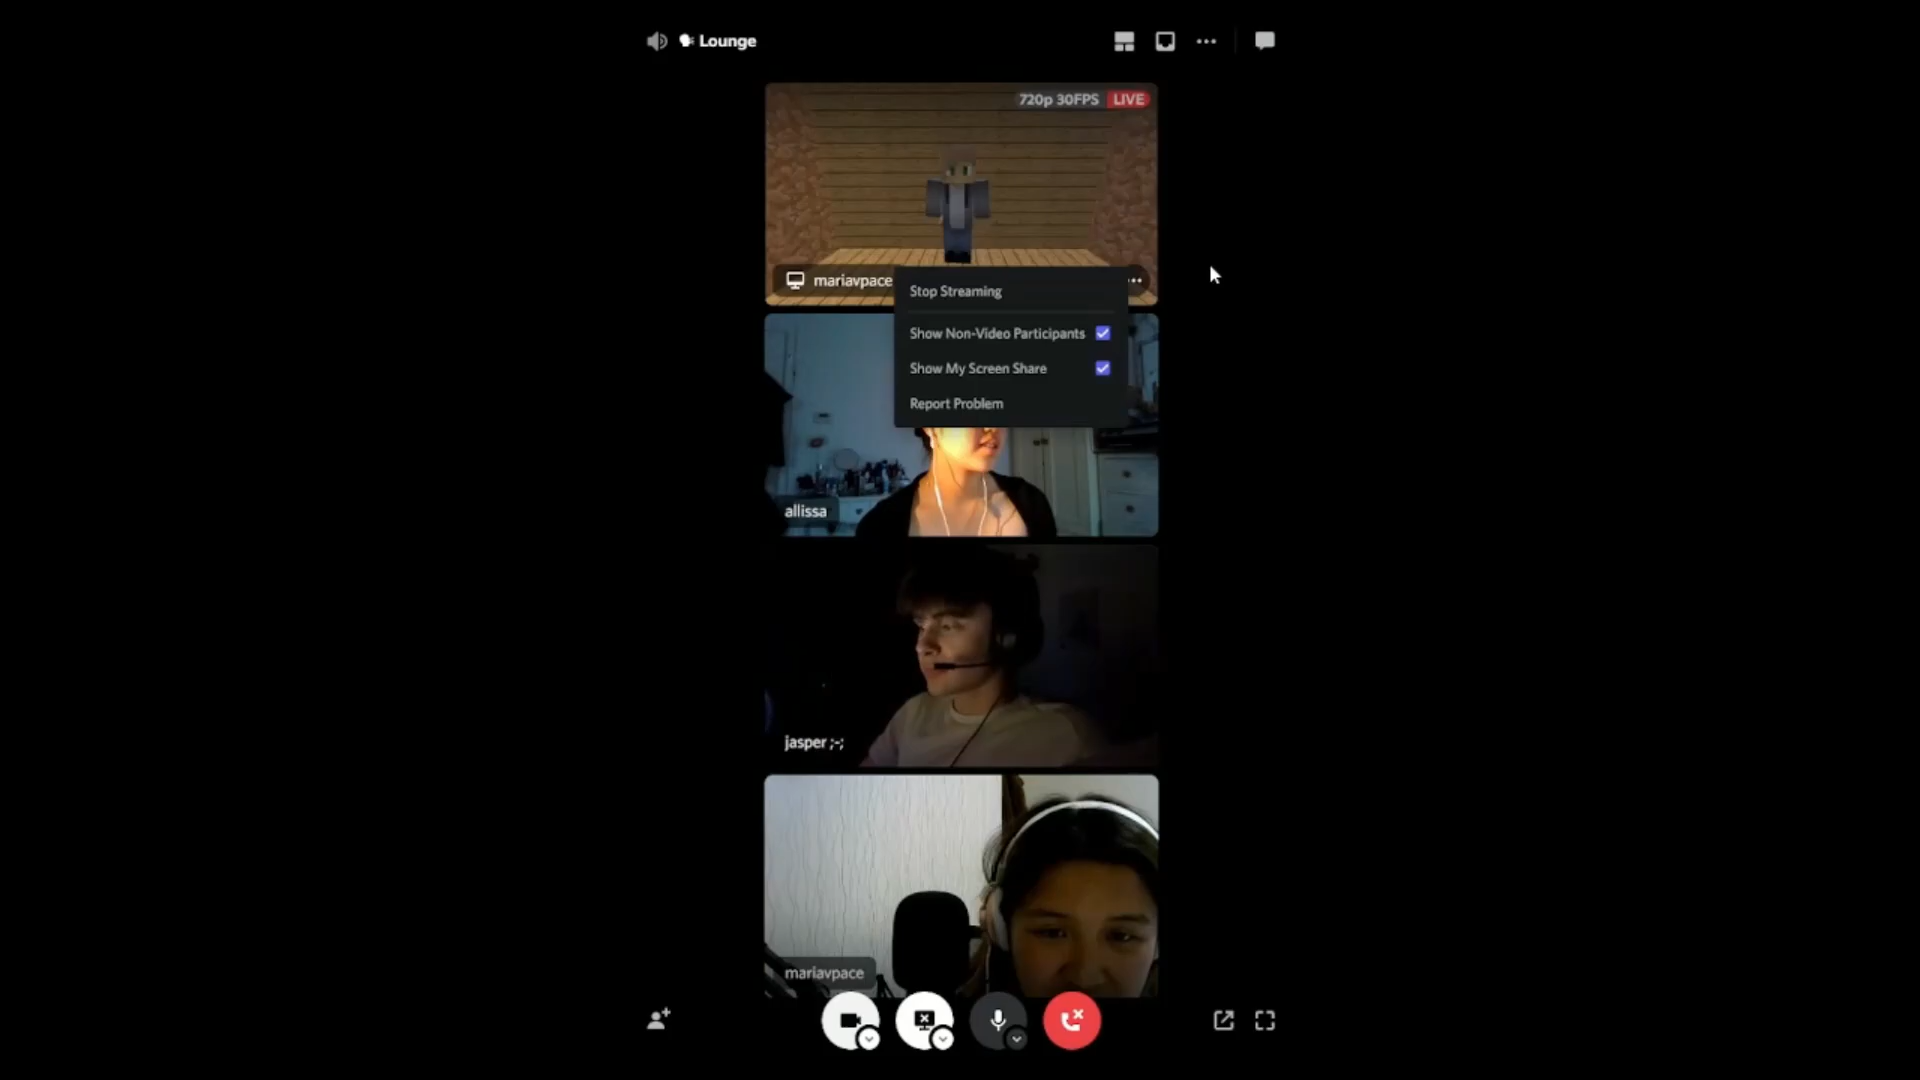 Lounge
720p 30FPS LIVE
mariavpace
Stop Streaming
Show Non-Video Participants
Show My Screen Share
Report Problem
allissa
jasper ;-;
mariavpace